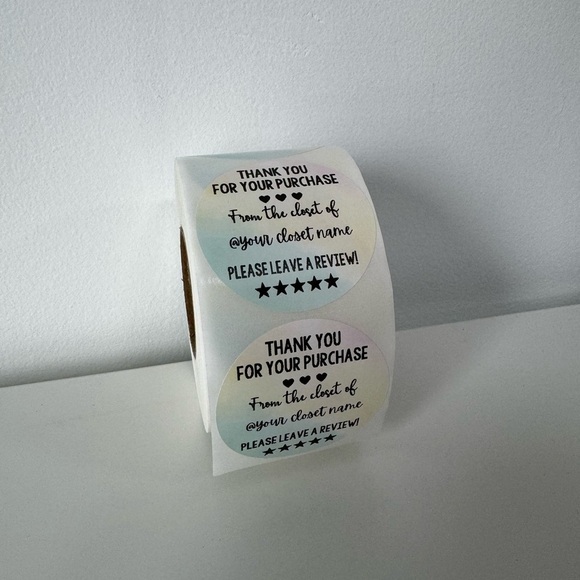 THANK YOU
FOR YOUR PURCHASE
From the closet of
@your closet name
PLEASE LEAVE A REVIEW!
THANK YOU
FOR YOUR PURCHASE
From the closet of
@your closet name
PLEASE LEAVE A REVIEW!